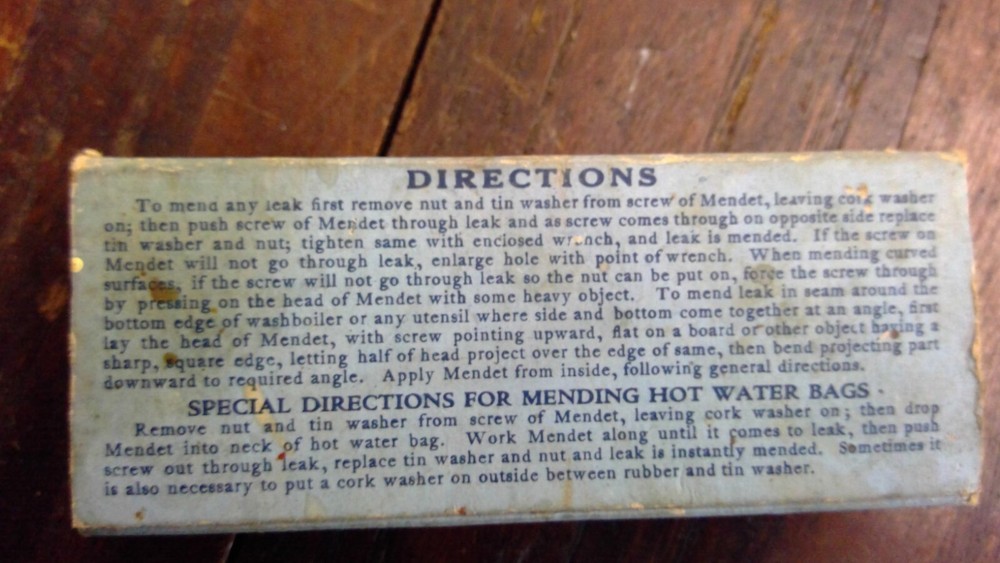 DIRECTIONS
To mend any leak first remove nut and tin washer from screw of Mendet, leaving cork washer
on; then push screw of Mendet through leak and as screw comes through on opposite side replace
tin washer and nut; tighten same with enclosed wrench, and leak is mended. If the screw on
Mendet will not go through leak, enlarge hole with point of wrench. When mending curved
surfaces, if the screw will not go through leak so the nut can be put on, force the screw through
by pressing on the head of Mendet with some heavy object. To mend leak in seam around the
bottom edge of washboiler or any utensil where side and bottom come together at an angle, first
lay the head of Mendet, with screw pointing upward, flat on a board or other object having a
sharp, square edge, letting half of head project over the edge of same, then bend projecting part
downward to required angle. Apply Mendet from inside, following general directions.
SPECIAL DIRECTIONS FOR MENDING HOT WATER BAGS
Remove nut and tin washer from screw of Mendet, leaving cork washer on; then drop
Mendet into neck of hot water bag. Work Mendet along until it comes to leak, then push
screw out through leak, replace tin washer and nut and leak is instantly mended. Sometimes it
is also necessary to put a cork washer on outside between rubber and tin washer.